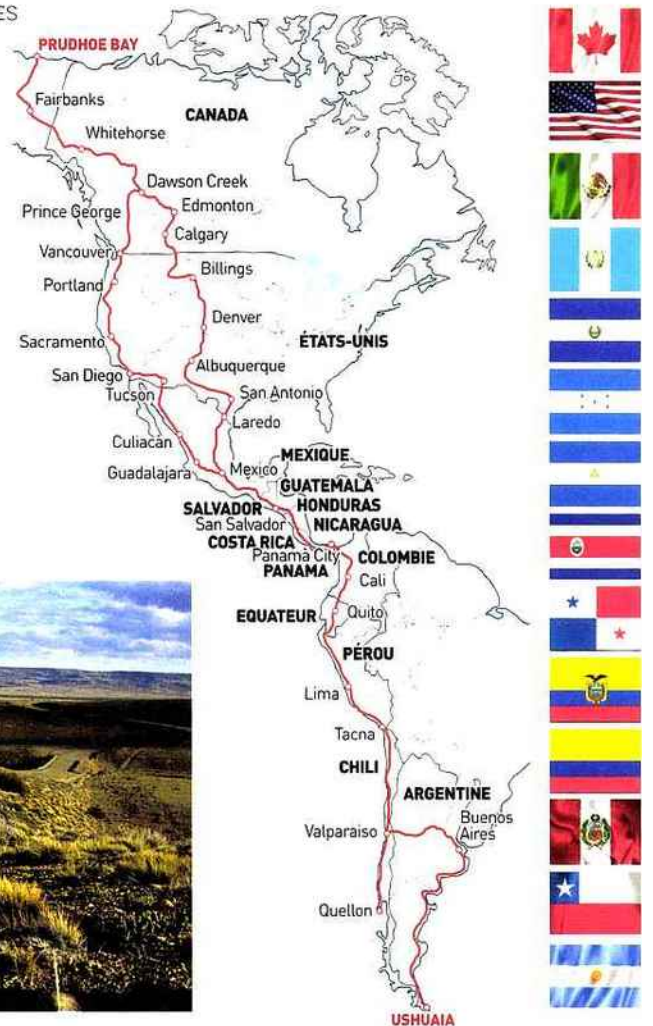 ES
PRUDHOE BAY
Fairbanks
CANADA
Whitehorse
Dawson Creek
Prince George
Edmonton
Calgary
Vancouver
Billings
Portland
Denver
Sacramento
ÉTATS-UNIS
Albuquerque
San Diego
Tucson
San Antonio
Laredo
Culiacán
MEXIQUE
Guadalajara
Mexico
GUATEMALA
HONDURAS
SALVADOR
San Salvador
NICARAGUA
COSTA RICA
Panamà City
COLOMBIE
PANAMA
Cali
EQUATEUR
Quito
PÉROU
Lima
Tacna
CHILI
ARGENTINE
Buenos
Aires
Valparaiso
Quellon
USHUAIA